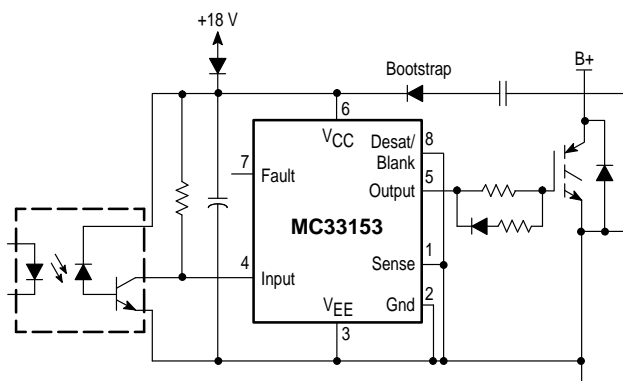 +18 V
Bootstrap
B+
6
VCC
Desat/
Blank
8
7
Fault
Output
5
MC33153
4
Input
Sense
1
VEE
Gnd
2
3